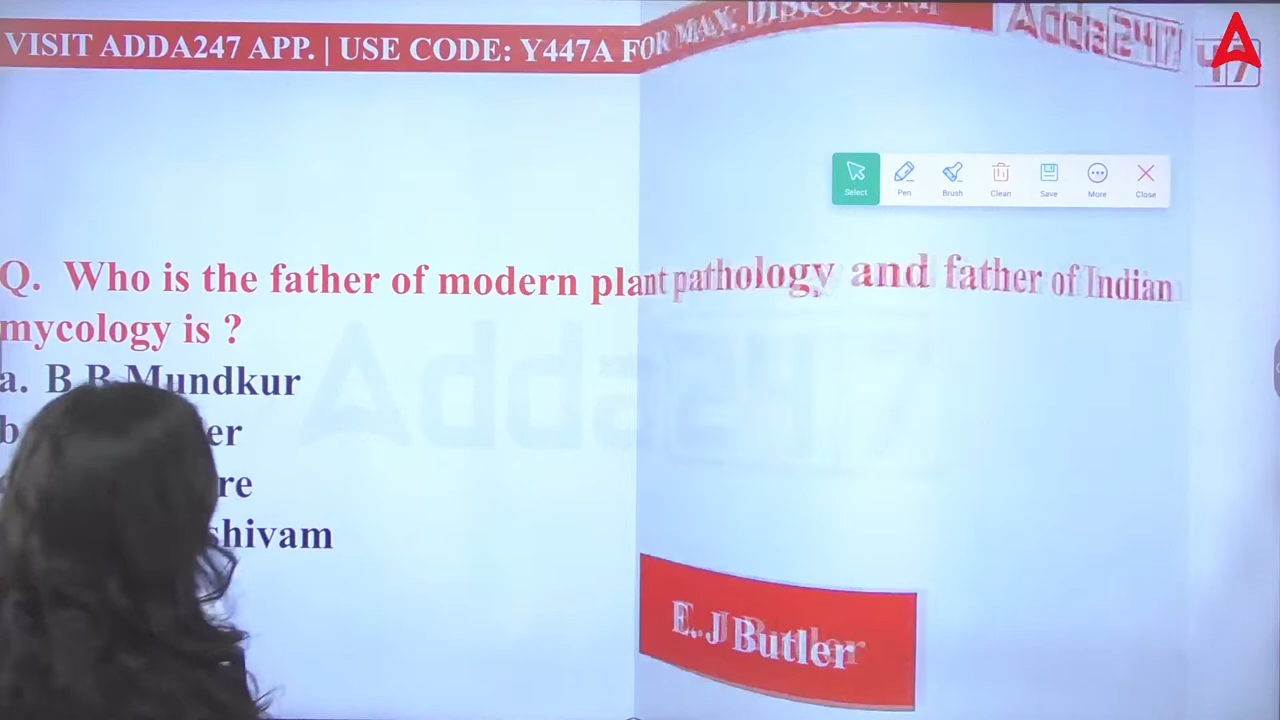 VISIT ADDA247 APP. | USE CODE: Y447A FOR MAX. DISCOUNT
Adda247
47
Select
Pen
Brush
Clean
Save
More
Close
Q. Who is the father of modern plant pathology and father of Indian
mycology is ?
a. B B Mundkur
b
er
re
shivam
E. J Butler